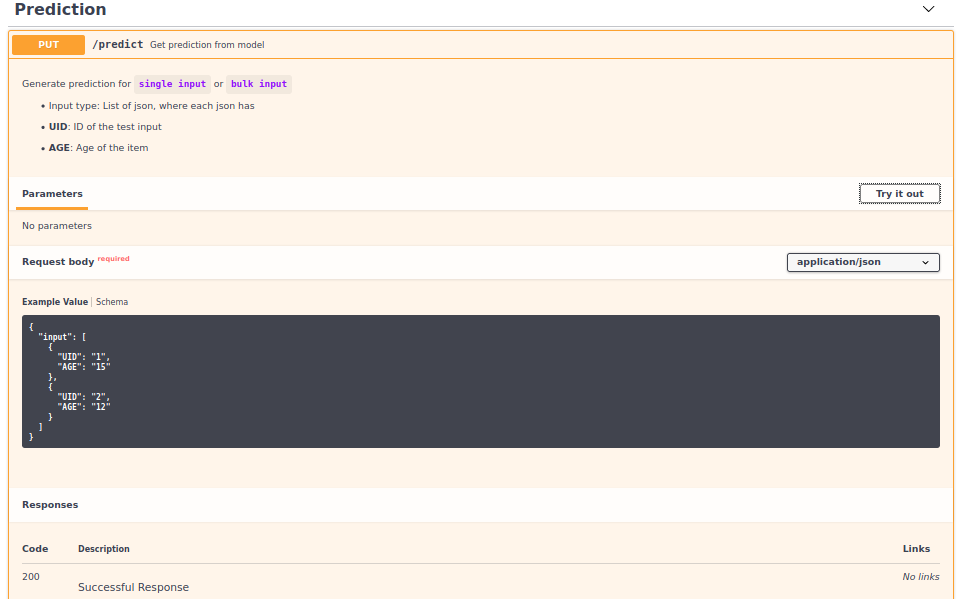 Prediction
PUT /predict Get prediction from model
Generate prediction for single input or bulk input
• Input type: List of json, where each json has
• UID: ID of the test input
• AGE: Age of the item
Parameters Try it out
No parameters
Request body required application/json
Example Value | Schema
{
  "input": [
    {
      "UID": "1",
      "AGE": "15"
    },
    {
      "UID": "2",
      "AGE": "12"
    }
  ]
}
Responses
Code Description Links
200 Successful Response No links